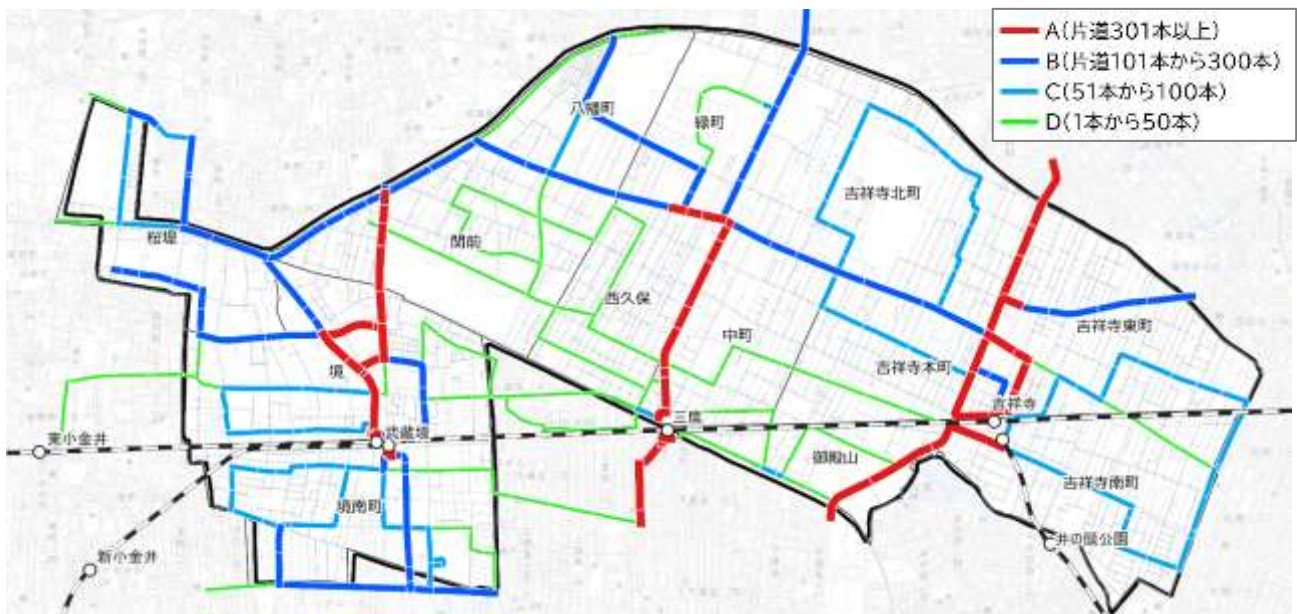 A(片道301本以上)
B(片道101本から300本)
C(51本から100本)
D(1本から50本)
八幡町
緑町
吉祥寺北町
桜堤
関前
西久保
中町
吉祥寺東町
吉祥寺本町
境
吉祥寺
三鷹
武蔵境
東小金井
御殿山
吉祥寺南町
境南町
井の頭公園
新小金井